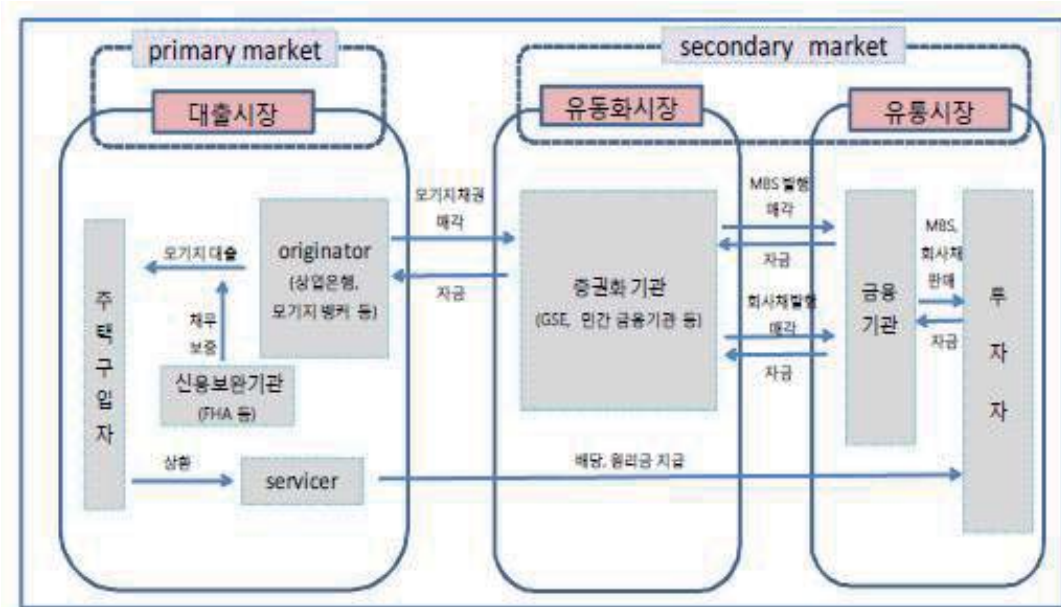 primary market
secondary market
대출시장
유동화시장
유통시장
주
택
구
입
자
모기지 대출
originator
(상업은행,
모기지 뱅커 등)
채무
보증
신용보완기관
(FHA 등)
상환
servicer
모기지채권
매각
자금
증권화 기관
(GSE, 민간 금융기관 등)
MBS 발행
매각
자금
회사채발행
매각
자금
금융
기관
MBS,
회사채
판매
자금
투
자
자
배당, 원리금 지급